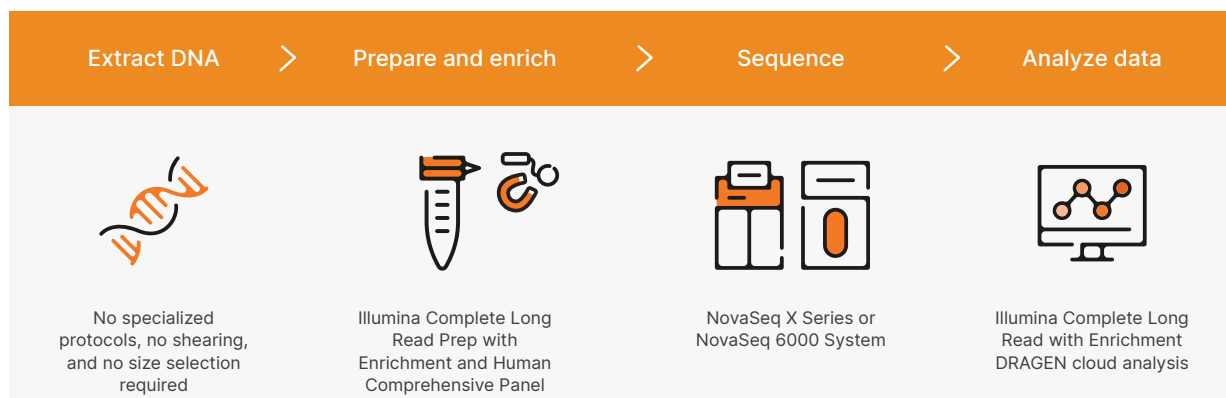 Extract DNA
Prepare and enrich
Sequence
Analyze data
No specialized
protocols, no shearing,
and no size selection
required
Illumina Complete Long
Read Prep with
Enrichment and Human
Comprehensive Panel
NovaSeq X Series or
NovaSeq 6000 System
Illumina Complete Long
Read with Enrichment
DRAGEN cloud analysis